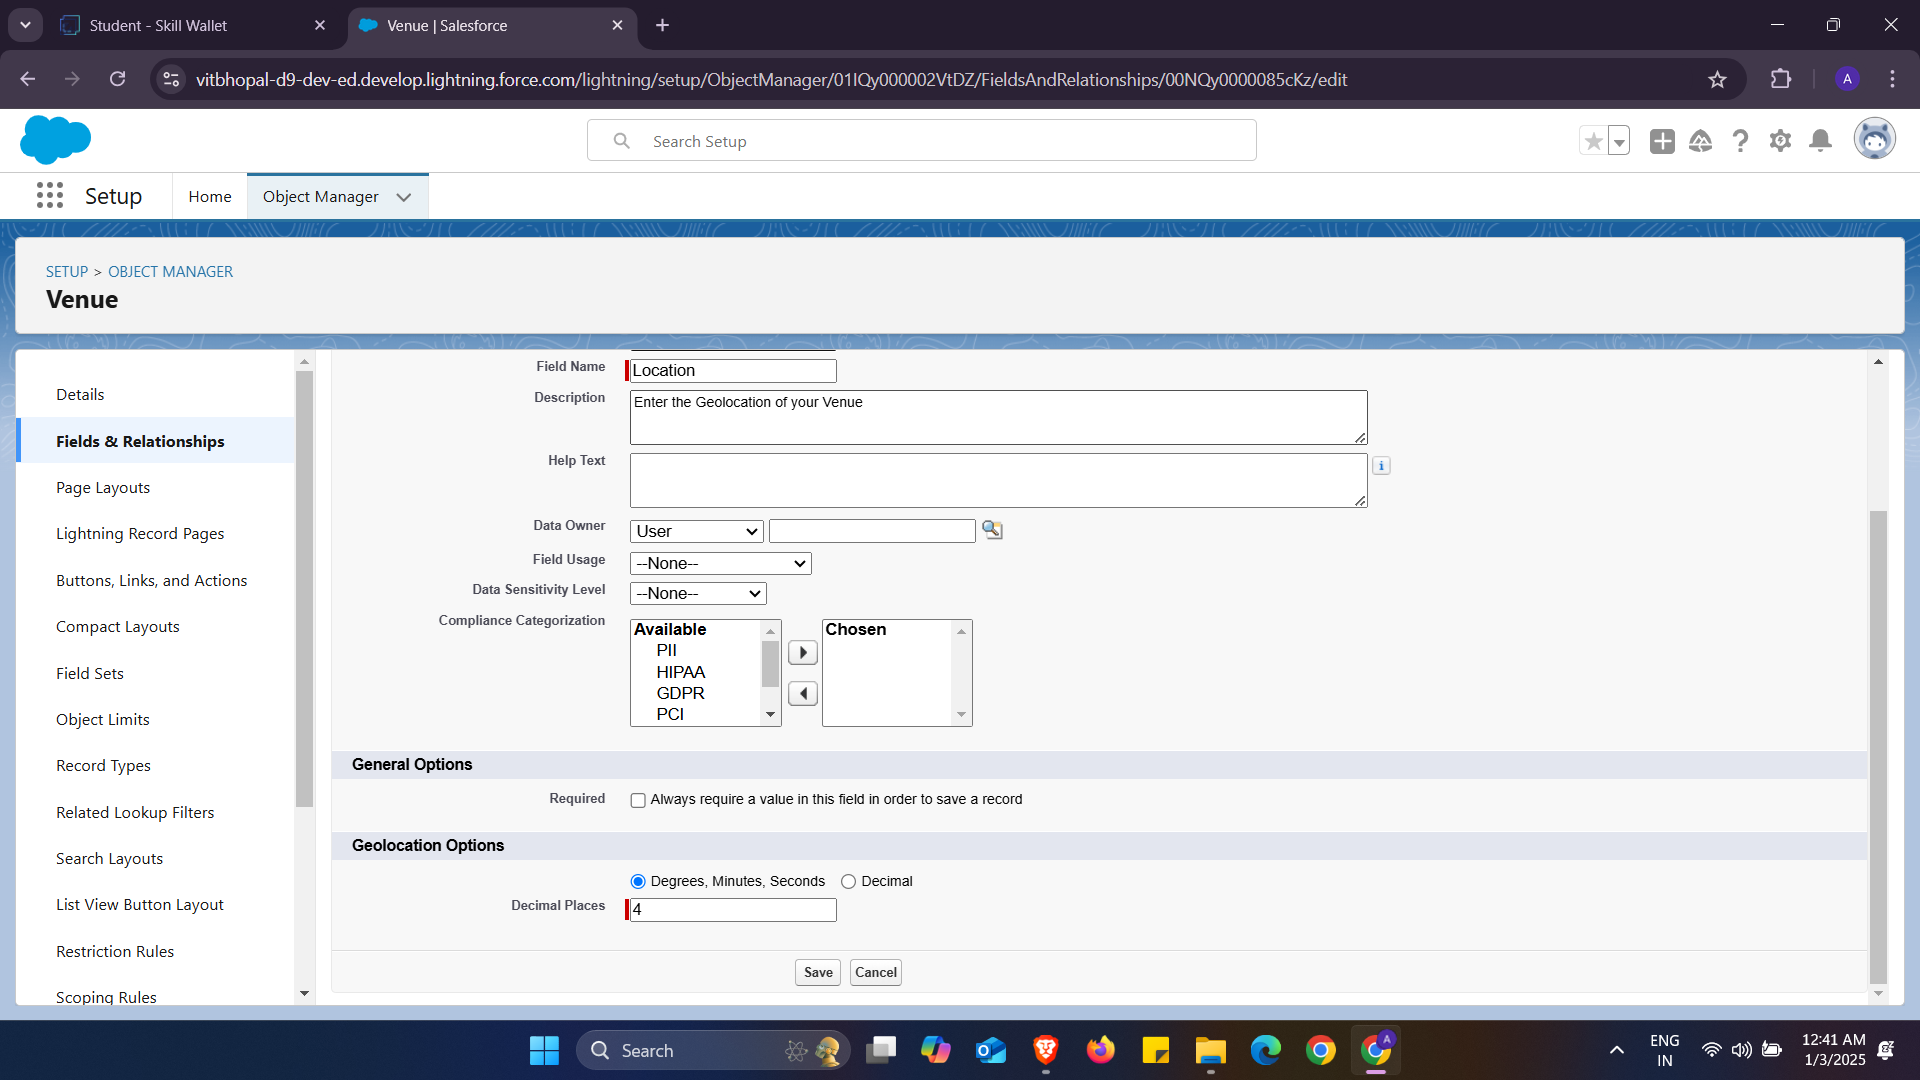 Student - Skill Wallet
Venue | Salesforce
vitbhopal-d9-dev-ed.develop.lightning.force.com/lightning/setup/ObjectManager/01IQy000002VtDZ/FieldsAndRelationships/00NQy0000085cKz/edit
A
Search Setup
Setup
Home
Object Manager
SETUP > OBJECT MANAGER
Venue
Details
Fields & Relationships
Page Layouts
Lightning Record Pages
Buttons, Links, and Actions
Compact Layouts
Field Sets
Object Limits
Record Types
Related Lookup Filters
Search Layouts
List View Button Layout
Restriction Rules
Scoping Rules
Field Name Location
Description Enter the Geolocation of your Venue
Help Text
Data Owner User
Field Usage --None--
Data Sensitivity Level --None--
Compliance Categorization
Available
PII
HIPAA
GDPR
PCI
Chosen
General Options
Required Always require a value in this field in order to save a record
Geolocation Options
Degrees, Minutes, Seconds Decimal
Decimal Places 4
Save Cancel
Search
A
ENG
IN
12:41 AM
1/3/2025